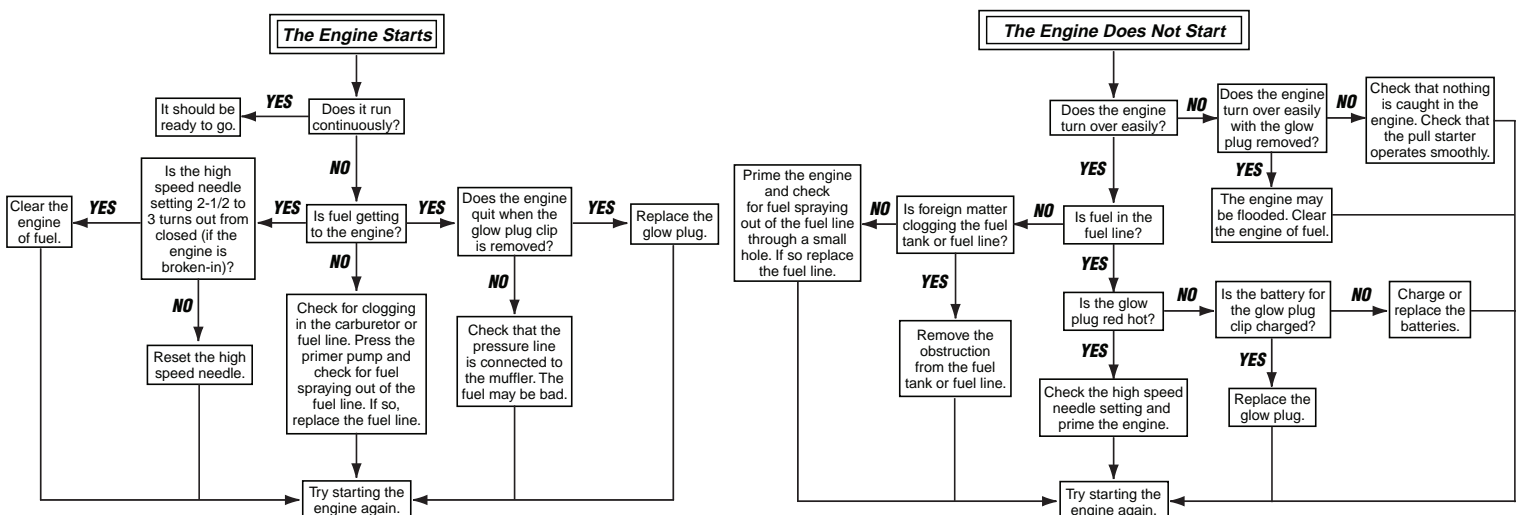 The Engine Starts
It should be
ready to go.
YES
Does it run
continuously?
NO
Clear the
engine
of fuel.
YES
Is the high
speed needle
setting 2-1/2 to
3 turns out from
closed (if the
engine is
broken-in)?
YES
Is fuel getting
to the engine?
YES
Does the engine
quit when the
glow plug clip
is removed?
YES
Replace the
glow plug.
NO
Reset the high
speed needle.
NO
Check for clogging
in the carburetor or
fuel line. Press the
primer pump and
check for fuel
spraying out of the
fuel line. If so,
replace the fuel line.
NO
Check that the
pressure line
is connected to
the muffler. The
fuel may be bad.
Try starting the
engine again.
The Engine Does Not Start
Does the engine
turn over easily?
NO
Does the engine
turn over easily
with the glow
plug removed?
NO
Check that nothing
is caught in the
engine. Check that
the pull starter
operates smoothly.
YES
YES
The engine may
be flooded. Clear
the engine of fuel.
Prime the engine
and check
for fuel spraying
out of the fuel line
through a small
hole. If so replace
the fuel line.
NO
Is foreign matter
clogging the fuel
tank or fuel line?
NO
Is fuel in the
fuel line?
YES
Remove the
obstruction
from the fuel
tank or fuel line.
YES
Is the glow
plug red hot?
NO
Is the battery for
the glow plug
clip charged?
NO
Charge or
replace the
batteries.
YES
Check the high speed
needle setting and
prime the engine.
YES
Replace the
glow plug.
Try starting the
engine again.